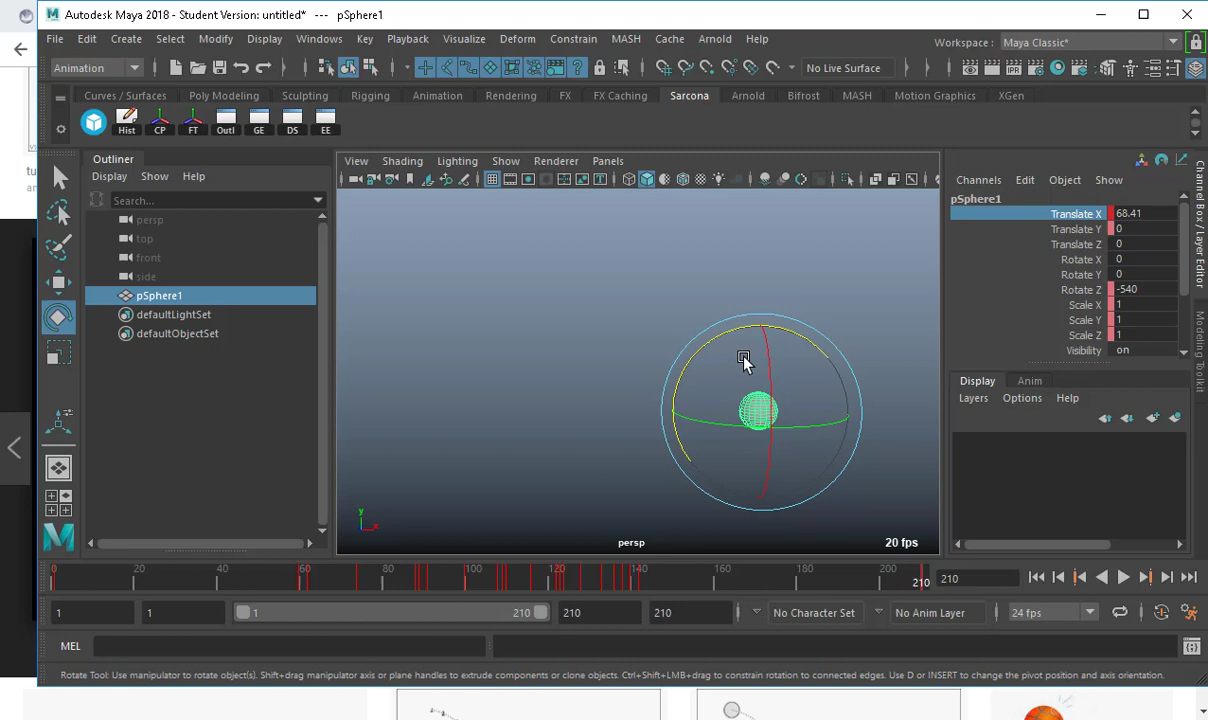 Autodesk Maya 2018 - Student Version: untitled* --- pSphere1
File Edit Create Select Modify Display Windows Key Playback Visualize Deform Constrain MASH Cache Arnold Help
Workspace : Maya Classic*
Animation
No Live Surface
Curves / Surfaces Poly Modeling Sculpting Rigging Animation Rendering FX FX Caching Sarcona Arnold Bifrost MASH Motion Graphics XGen
Hist CP FT Outl GE DS EE
Outliner
Display Show Help
Search...
persp
top
front
side
pSphere1
defaultLightSet
defaultObjectSet
View Shading Lighting Show Renderer Panels
persp
20 fps
y
x
Channels Edit Object Show
pSphere1
Translate X 68.41
Translate Y 0
Translate Z 0
Rotate X 0
Rotate Y 0
Rotate Z -540
Scale X 1
Scale Y 1
Scale Z 1
Visibility on
Display Anim
Layers Options Help
Channel Box / Layer Editor
Modeling Toolkit
0 20 40 60 80 100 120 140 160 180 200
210
210
1 1 1 210 210 210 No Character Set No Anim Layer 24 fps
MEL
Rotate Tool: Use manipulator to rotate object(s). Shift+drag manipulator axis or plane handles to extrude components or clone objects. Ctrl+Shift+LMB+drag to constrain rotation to connected edges. Use D or INSERT to change the pivot position and axis orientation.
tu